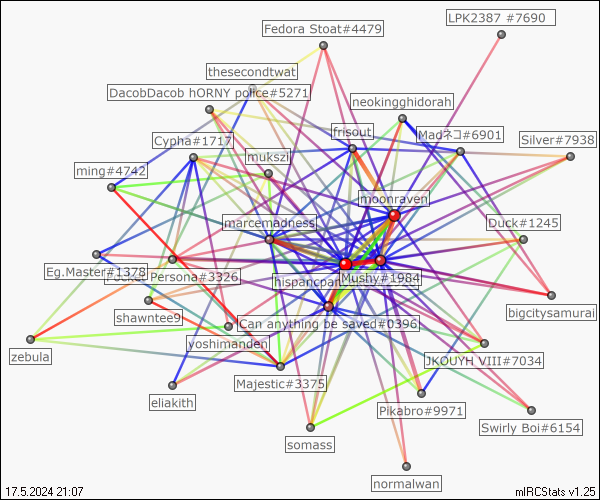 LPK2387 #7690
Fedora Stoat#4479
thesecondtwat
DacobDacob hORNY police#5271
neokingghidorah
frisout
Madネコ#6901
Cypha#1717
Silver#7938
mukszi
ming#4742
moonraven
marcemadness
Duck#1245
Eg.Master#1378
Persona#3326
Mushy#1984
bigcitysamurai
shawntee9
Can anything be saved#0396
yoshimanden
zebula
JKOUYH VIII#7034
Majestic#3375
eliakith
Pikabro#9971
Swirly Boi#6154
somass
normalwan
17.5.2024 21:07
mIRCStats v1.25